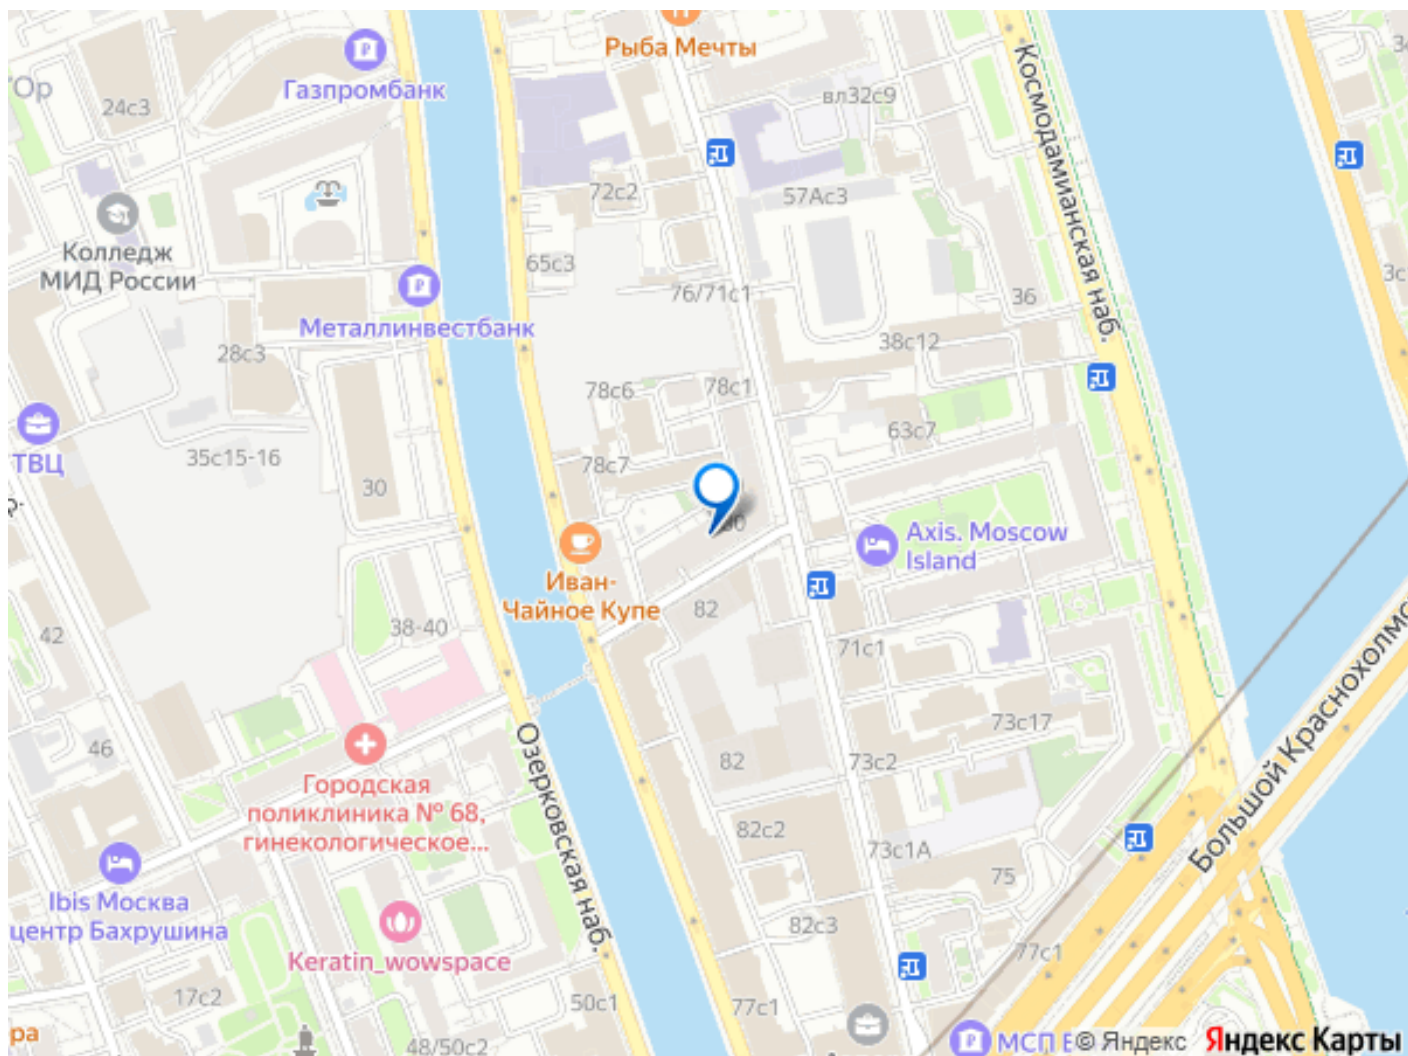 Рыба Мечты
Газпромбанк
Ор
24с3
вл32с9
Космодамианская наб.
72с2
57Ас3
Колледж
МИД России
65с3
76/71с1
36
3с
Металлинвестбанк
28с3
38с12
78с6
78с1
ТВЦ
35с15-16
63с7
78с7
30
Axis. Moscow
Island
Иван-
Чайное Купе
82
42
38-40
71с1
46
73с17
82
73с2
Городская
поликлиника № 68,
гинекологическое...
Озерковская наб.
82с2
73с1А
75
Ibis Москва
центр Бахрушина
82с3
Keratin_wowspace
77с1
17с2
50с1
77с1
48/50с2
ра
МСП
© Яндекс
Яндекс Карты